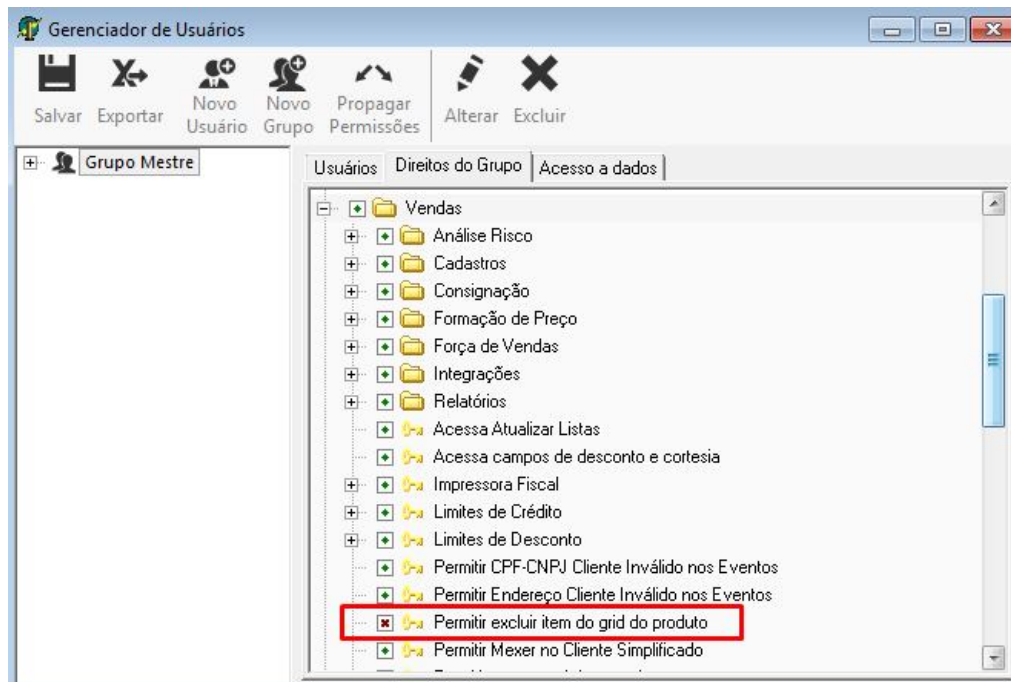 Gerenciador de Usuários
Salvar
Exportar
Novo Usuário
Novo Grupo
Propagar Permissões
Alterar
Excluir
Grupo Mestre
Usuários
Direitos do Grupo
Acesso a dados
Vendas
Análise Risco
Cadastros
Consignação
Formação de Preço
Força de Vendas
Integrações
Relatórios
Acessa Atualizar Listas
Acessa campos de desconto e cortesia
Impressora Fiscal
Limites de Crédito
Limites de Desconto
Permitir CPF-CNPJ Cliente Inválido nos Eventos
Permitir Endereço Cliente Inválido nos Eventos
Permitir excluir item do grid do produto
Permitir Mexer no Cliente Simplificado